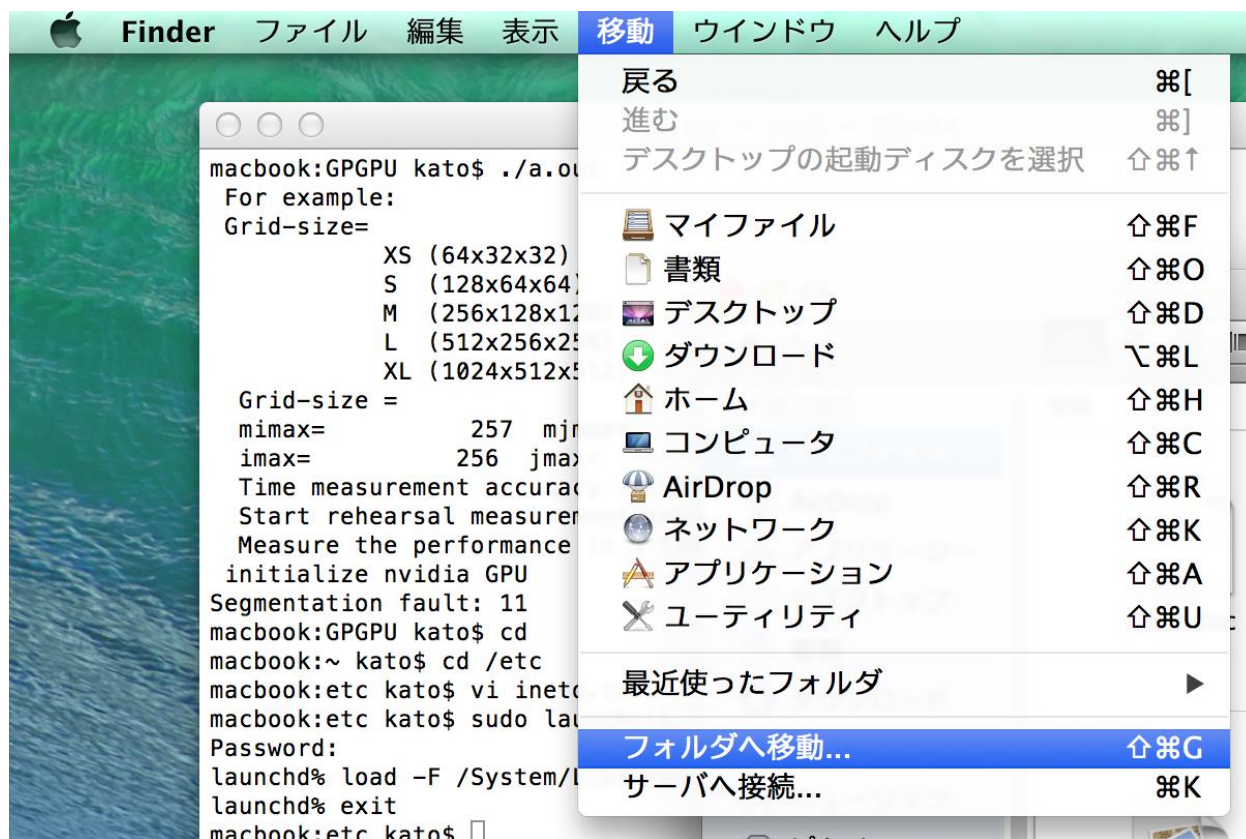 Finder ファイル 編集 表示 移動 ウインドウ ヘルプ
戻る ⌘[
進む ⌘]
デスクトップの起動ディスクを選択 ⇧⌘↑
マイファイル ⇧⌘F
書類 ⇧⌘O
デスクトップ ⇧⌘D
ダウンロード ⌥⌘L
ホーム ⇧⌘H
コンピュータ ⇧⌘C
AirDrop ⇧⌘R
ネットワーク ⇧⌘K
アプリケーション ⇧⌘A
ユーティリティ ⇧⌘U
最近使ったフォルダ ▶
フォルダへ移動... ⇧⌘G
サーバへ接続... ⌘K
macbook:GPGPU kato$ ./a.ou
For example:
Grid-size=
XS (64x32x32)
S (128x64x64)
M (256x128x12
L (512x256x25
XL (1024x512x5
Grid-size =
mimax= 257 mj
imax= 256 jmax
Time measurement accurac
Start rehearsal measurem
Measure the performance
initialize nvidia GPU
Segmentation fault: 11
macbook:GPGPU kato$ cd
macbook:~ kato$ cd /etc
macbook:etc kato$ vi inetd
macbook:etc kato$ sudo lau
Password:
launchd% load -F /System/L
launchd% exit
macbook:etc kato$